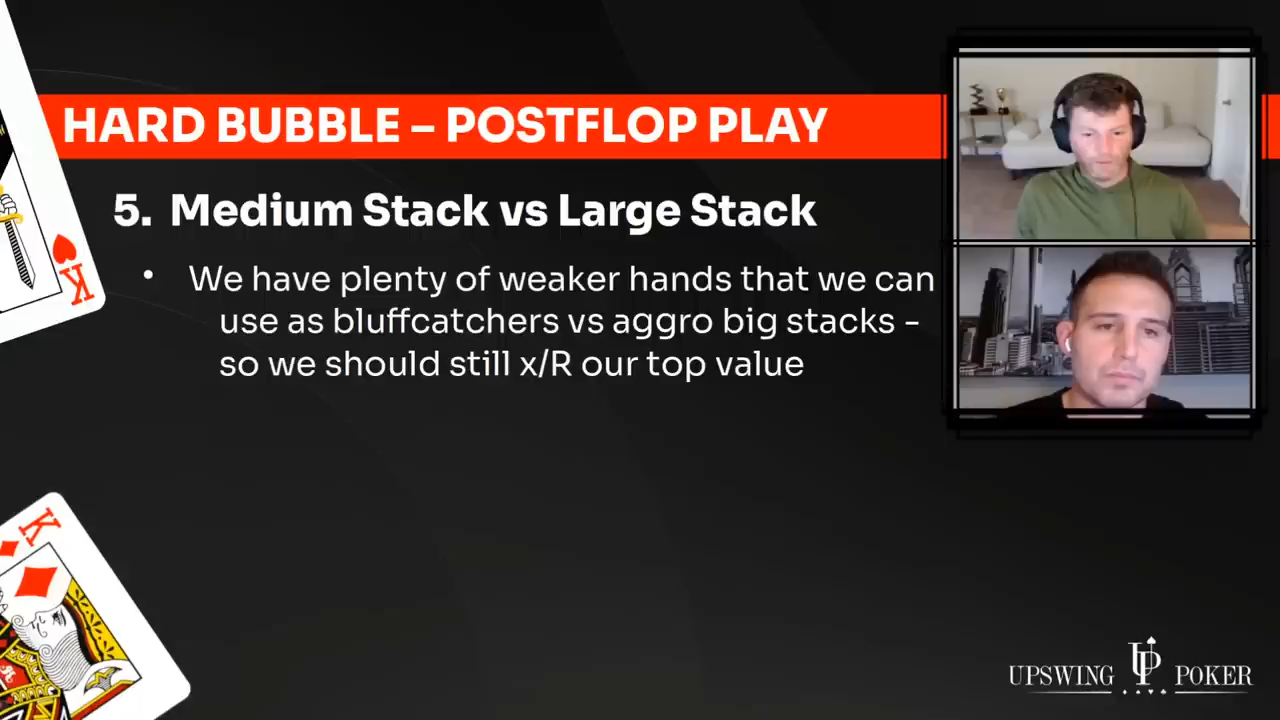 HARD BUBBLE – POSTFLOP PLAY
5. Medium Stack vs Large Stack
• We have plenty of weaker hands that we can
use as bluffcatchers vs aggro big stacks -
so we should still x/R our top value
K
K
UPSWING UP POKER